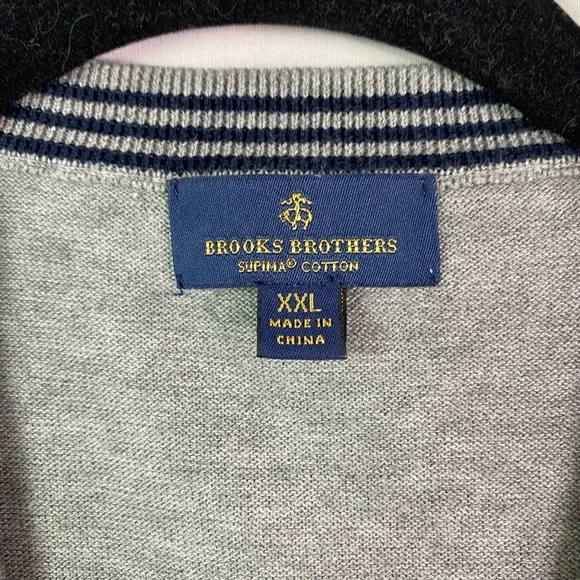 BROOKS BROTHERS
SUPIMA® COTTON
XXL
MADE IN
CHINA